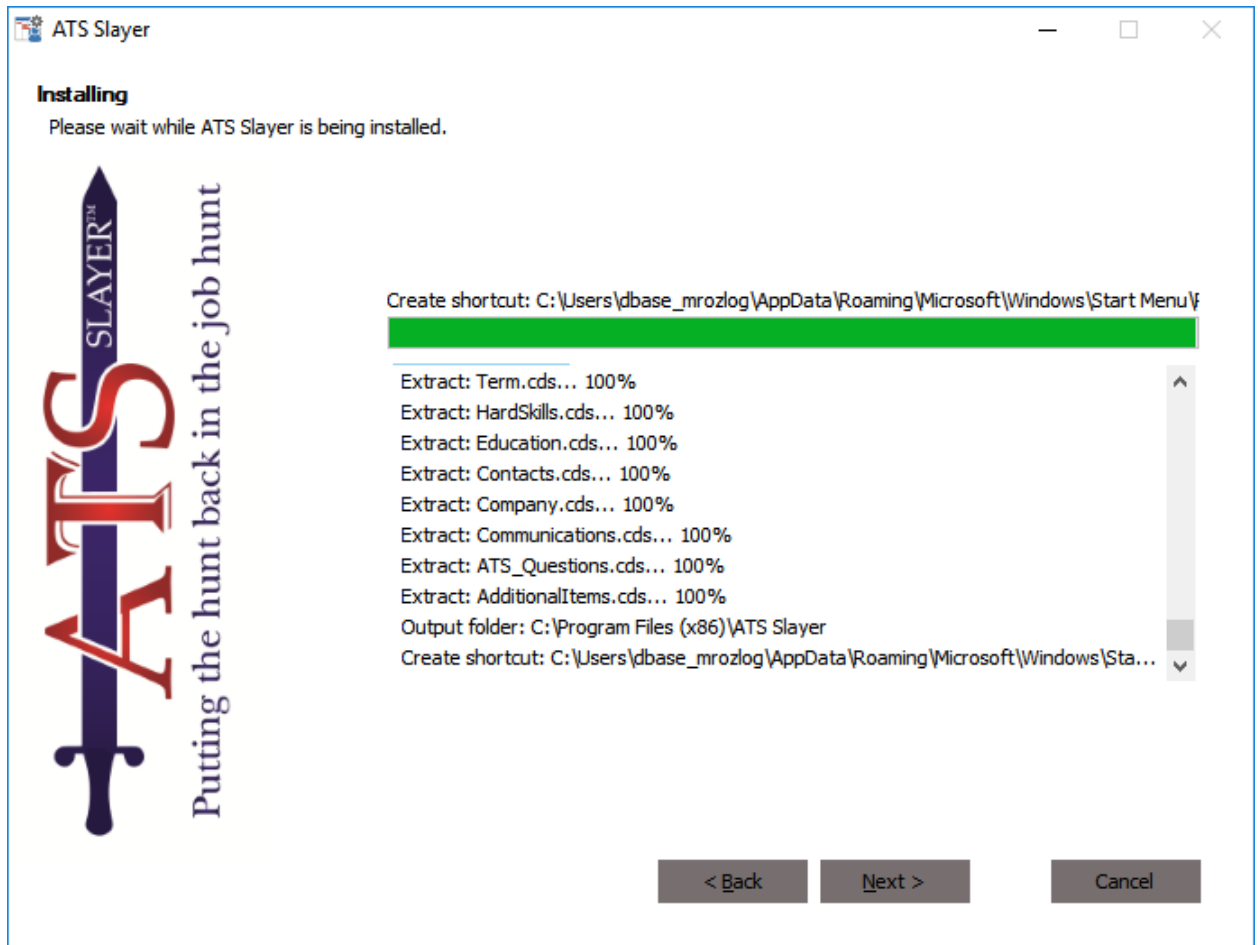 ATS Slayer
Installing
Please wait while ATS Slayer is being installed.
ATS
SLAYER™
Putting the hunt back in the job hunt
Create shortcut: C:\Users\dbase_mrozlog\AppData\Roaming\Microsoft\Windows\Start Menu\
Extract: Term.cds... 100%
Extract: HardSkills.cds... 100%
Extract: Education.cds... 100%
Extract: Contacts.cds... 100%
Extract: Company.cds... 100%
Extract: Communications.cds... 100%
Extract: ATS_Questions.cds... 100%
Extract: AdditionalItems.cds... 100%
Output folder: C:\Program Files (x86)\ATS Slayer
Create shortcut: C:\Users\dbase_mrozlog\AppData\Roaming\Microsoft\Windows\Sta...
< Back
Next >
Cancel